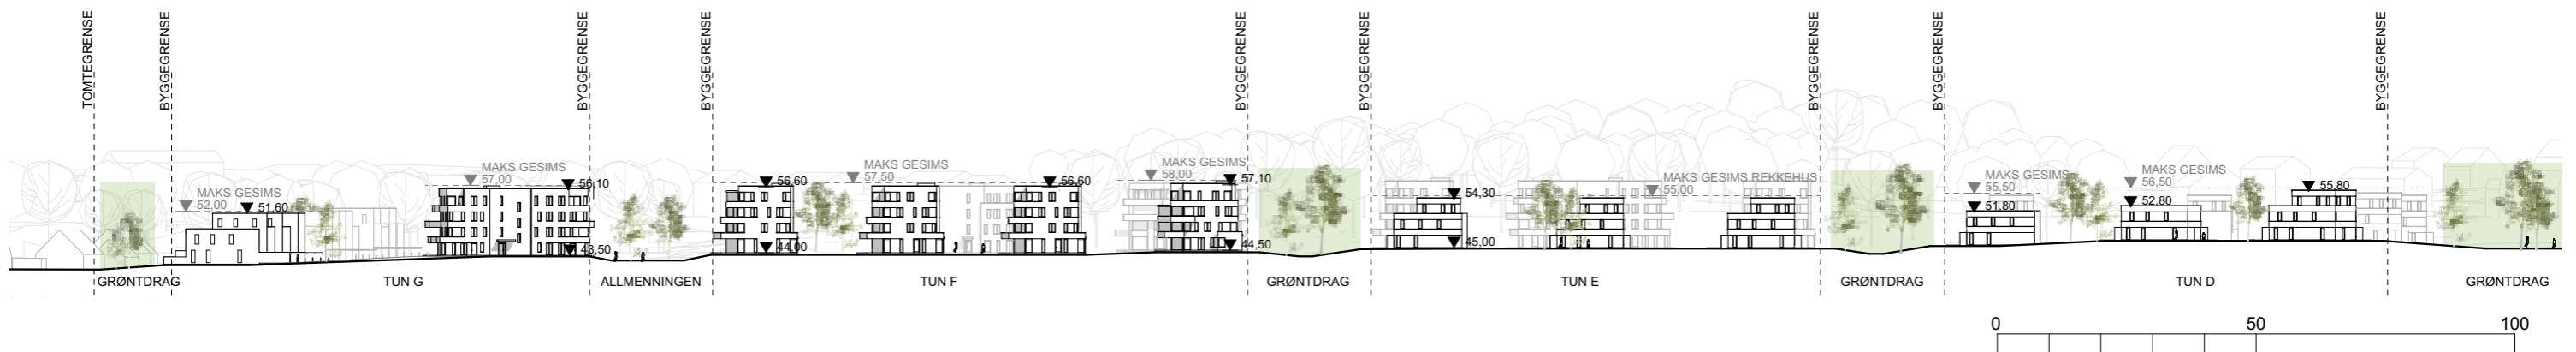 TOMTEGRENSE
BYGGEGRENSE
BYGGEGRENSE
BYGGEGRENSE
BYGGEGRENSE
BYGGEGRENSE
BYGGEGRENSE
BYGGEGRENSE
BYGGEGRENSE
MAKS GESIMS
52,00
51,60
MAKS GESIMS
57,00
56,10
43,50
56,60
44,00
MAKS GESIMS
57,50
56,60
MAKS GESIMS
58,00
57,10
44,50
54,30
45,00
MAKS GESIMS REKKEHUS
55,00
MAKS GESIMS
55,50
51,80
MAKS GESIMS
56,50
52,80
55,80
GRØNTDRAG
TUN G
ALLMENNINGEN
TUN F
GRØNTDRAG
TUN E
GRØNTDRAG
TUN D
GRØNTDRAG
0 50 100